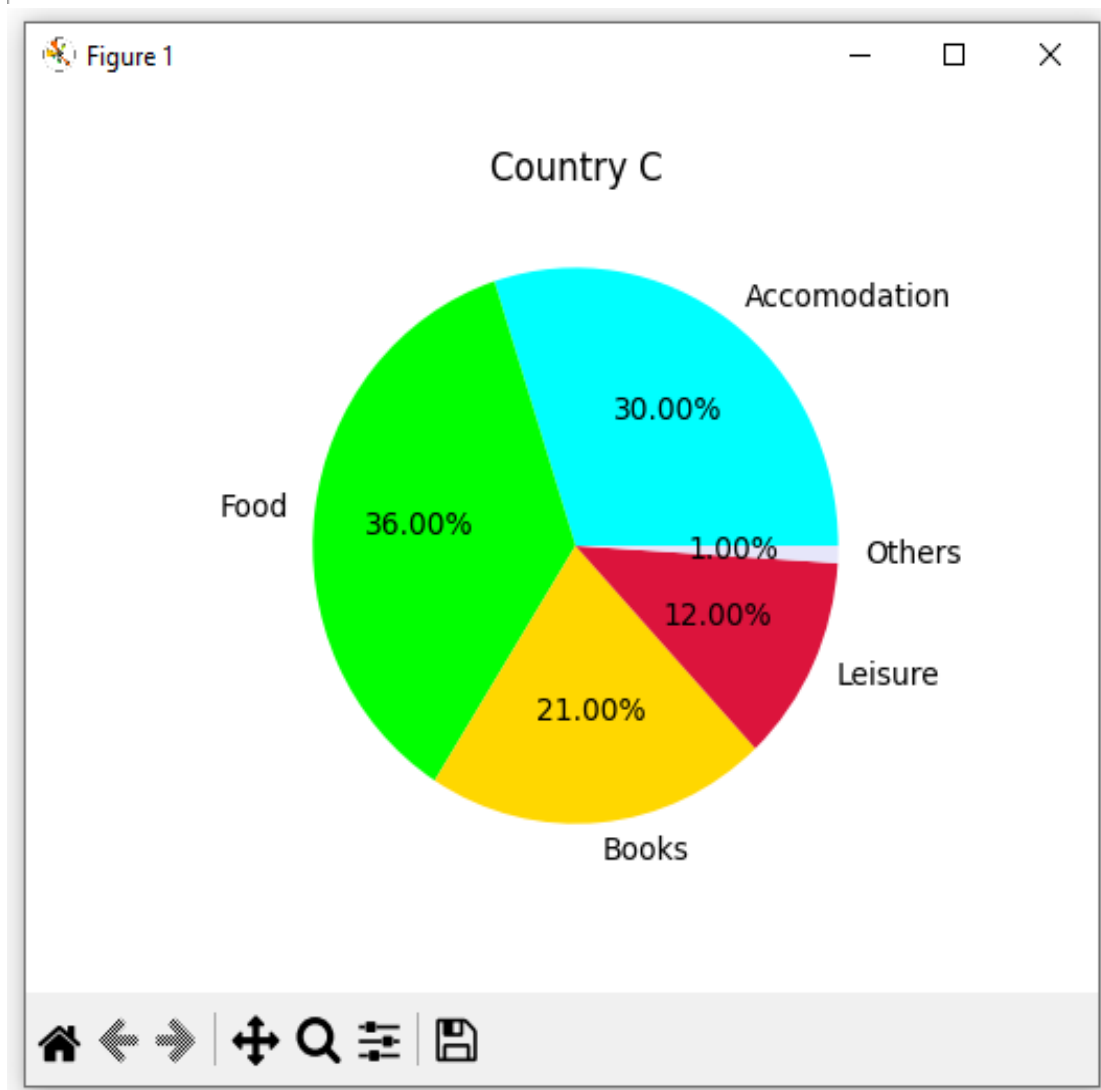 Figure 1
Country C
Accomodation
30.00%
Food
36.00%
1.00%
Others
12.00%
Leisure
21.00%
Books